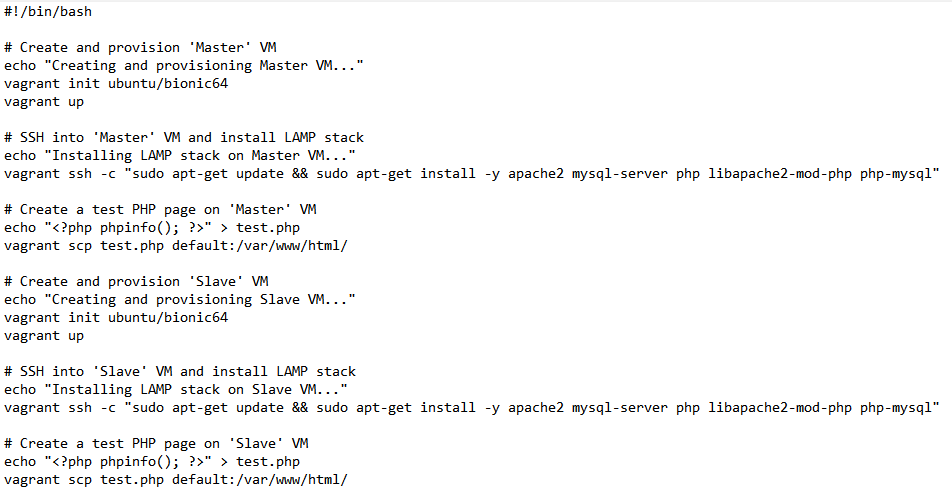 #!/bin/bash

# Create and provision 'Master' VM
echo "Creating and provisioning Master VM..."
vagrant init ubuntu/bionic64
vagrant up

# SSH into 'Master' VM and install LAMP stack
echo "Installing LAMP stack on Master VM..."
vagrant ssh -c "sudo apt-get update && sudo apt-get install -y apache2 mysql-server php libapache2-mod-php php-mysql"

# Create a test PHP page on 'Master' VM
echo "<?php phpinfo(); ?>" > test.php
vagrant scp test.php default:/var/www/html/

# Create and provision 'Slave' VM
echo "Creating and provisioning Slave VM..."
vagrant init ubuntu/bionic64
vagrant up

# SSH into 'Slave' VM and install LAMP stack
echo "Installing LAMP stack on Slave VM..."
vagrant ssh -c "sudo apt-get update && sudo apt-get install -y apache2 mysql-server php libapache2-mod-php php-mysql"

# Create a test PHP page on 'Slave' VM
echo "<?php phpinfo(); ?>" > test.php
vagrant scp test.php default:/var/www/html/